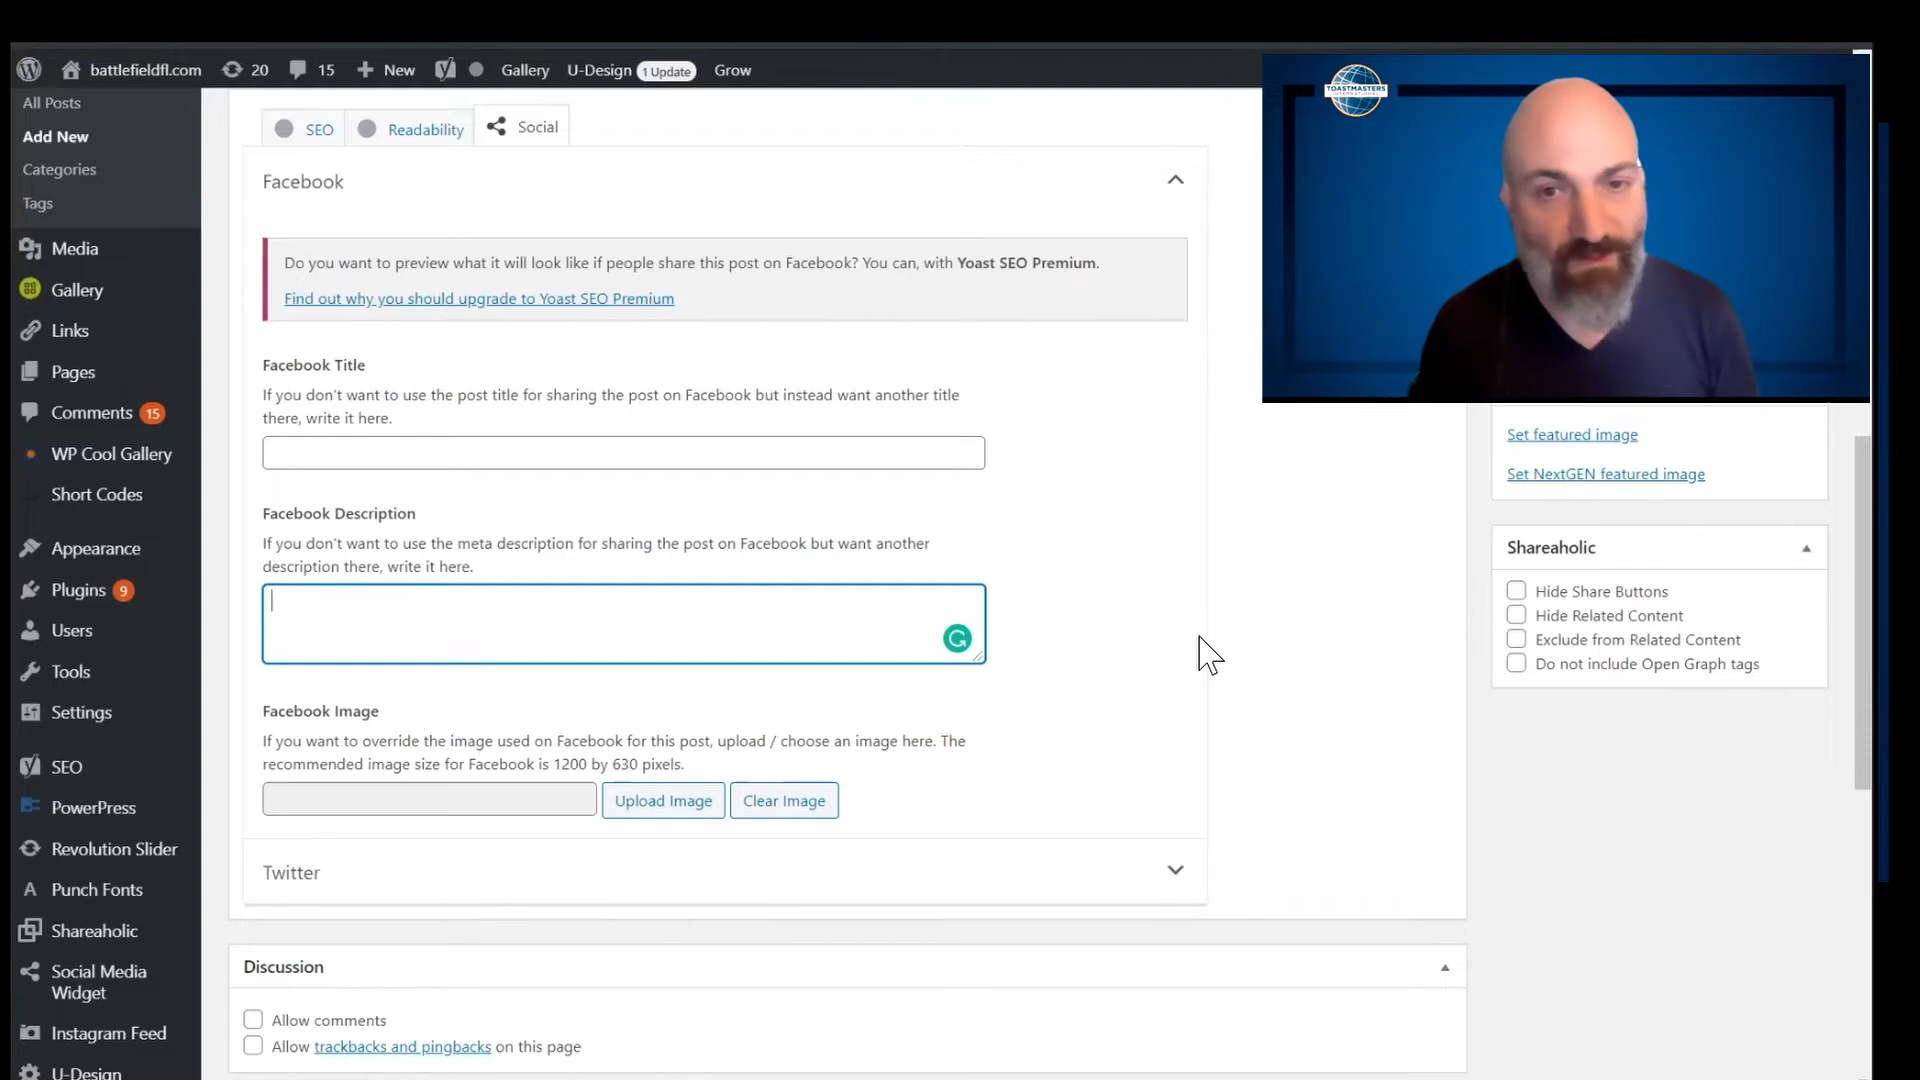 battlefieldfl.com 20 15 New Gallery U-Design 1 Update Grow
TOASTMASTERS
INTERNATIONAL
All Posts
Add New
Categories
Tags
Media
Gallery
Links
Pages
Comments 15
WP Cool Gallery
Short Codes
Appearance
Plugins 9
Users
Tools
Settings
SEO
PowerPress
Revolution Slider
Punch Fonts
Shareaholic
Social Media
Widget
Instagram Feed
U-Design
SEO Readability Social
Facebook
Do you want to preview what it will look like if people share this post on Facebook? You can, with Yoast SEO Premium.
Find out why you should upgrade to Yoast SEO Premium
Facebook Title
If you don't want to use the post title for sharing the post on Facebook but instead want another title
there, write it here.
Facebook Description
If you don't want to use the meta description for sharing the post on Facebook but want another
description there, write it here.
Facebook Image
If you want to override the image used on Facebook for this post, upload / choose an image here. The
recommended image size for Facebook is 1200 by 630 pixels.
Upload Image Clear Image
Twitter
Discussion
Allow comments
Allow trackbacks and pingbacks on this page
Set featured image
Set NextGEN featured image
Shareaholic
Hide Share Buttons
Hide Related Content
Exclude from Related Content
Do not include Open Graph tags